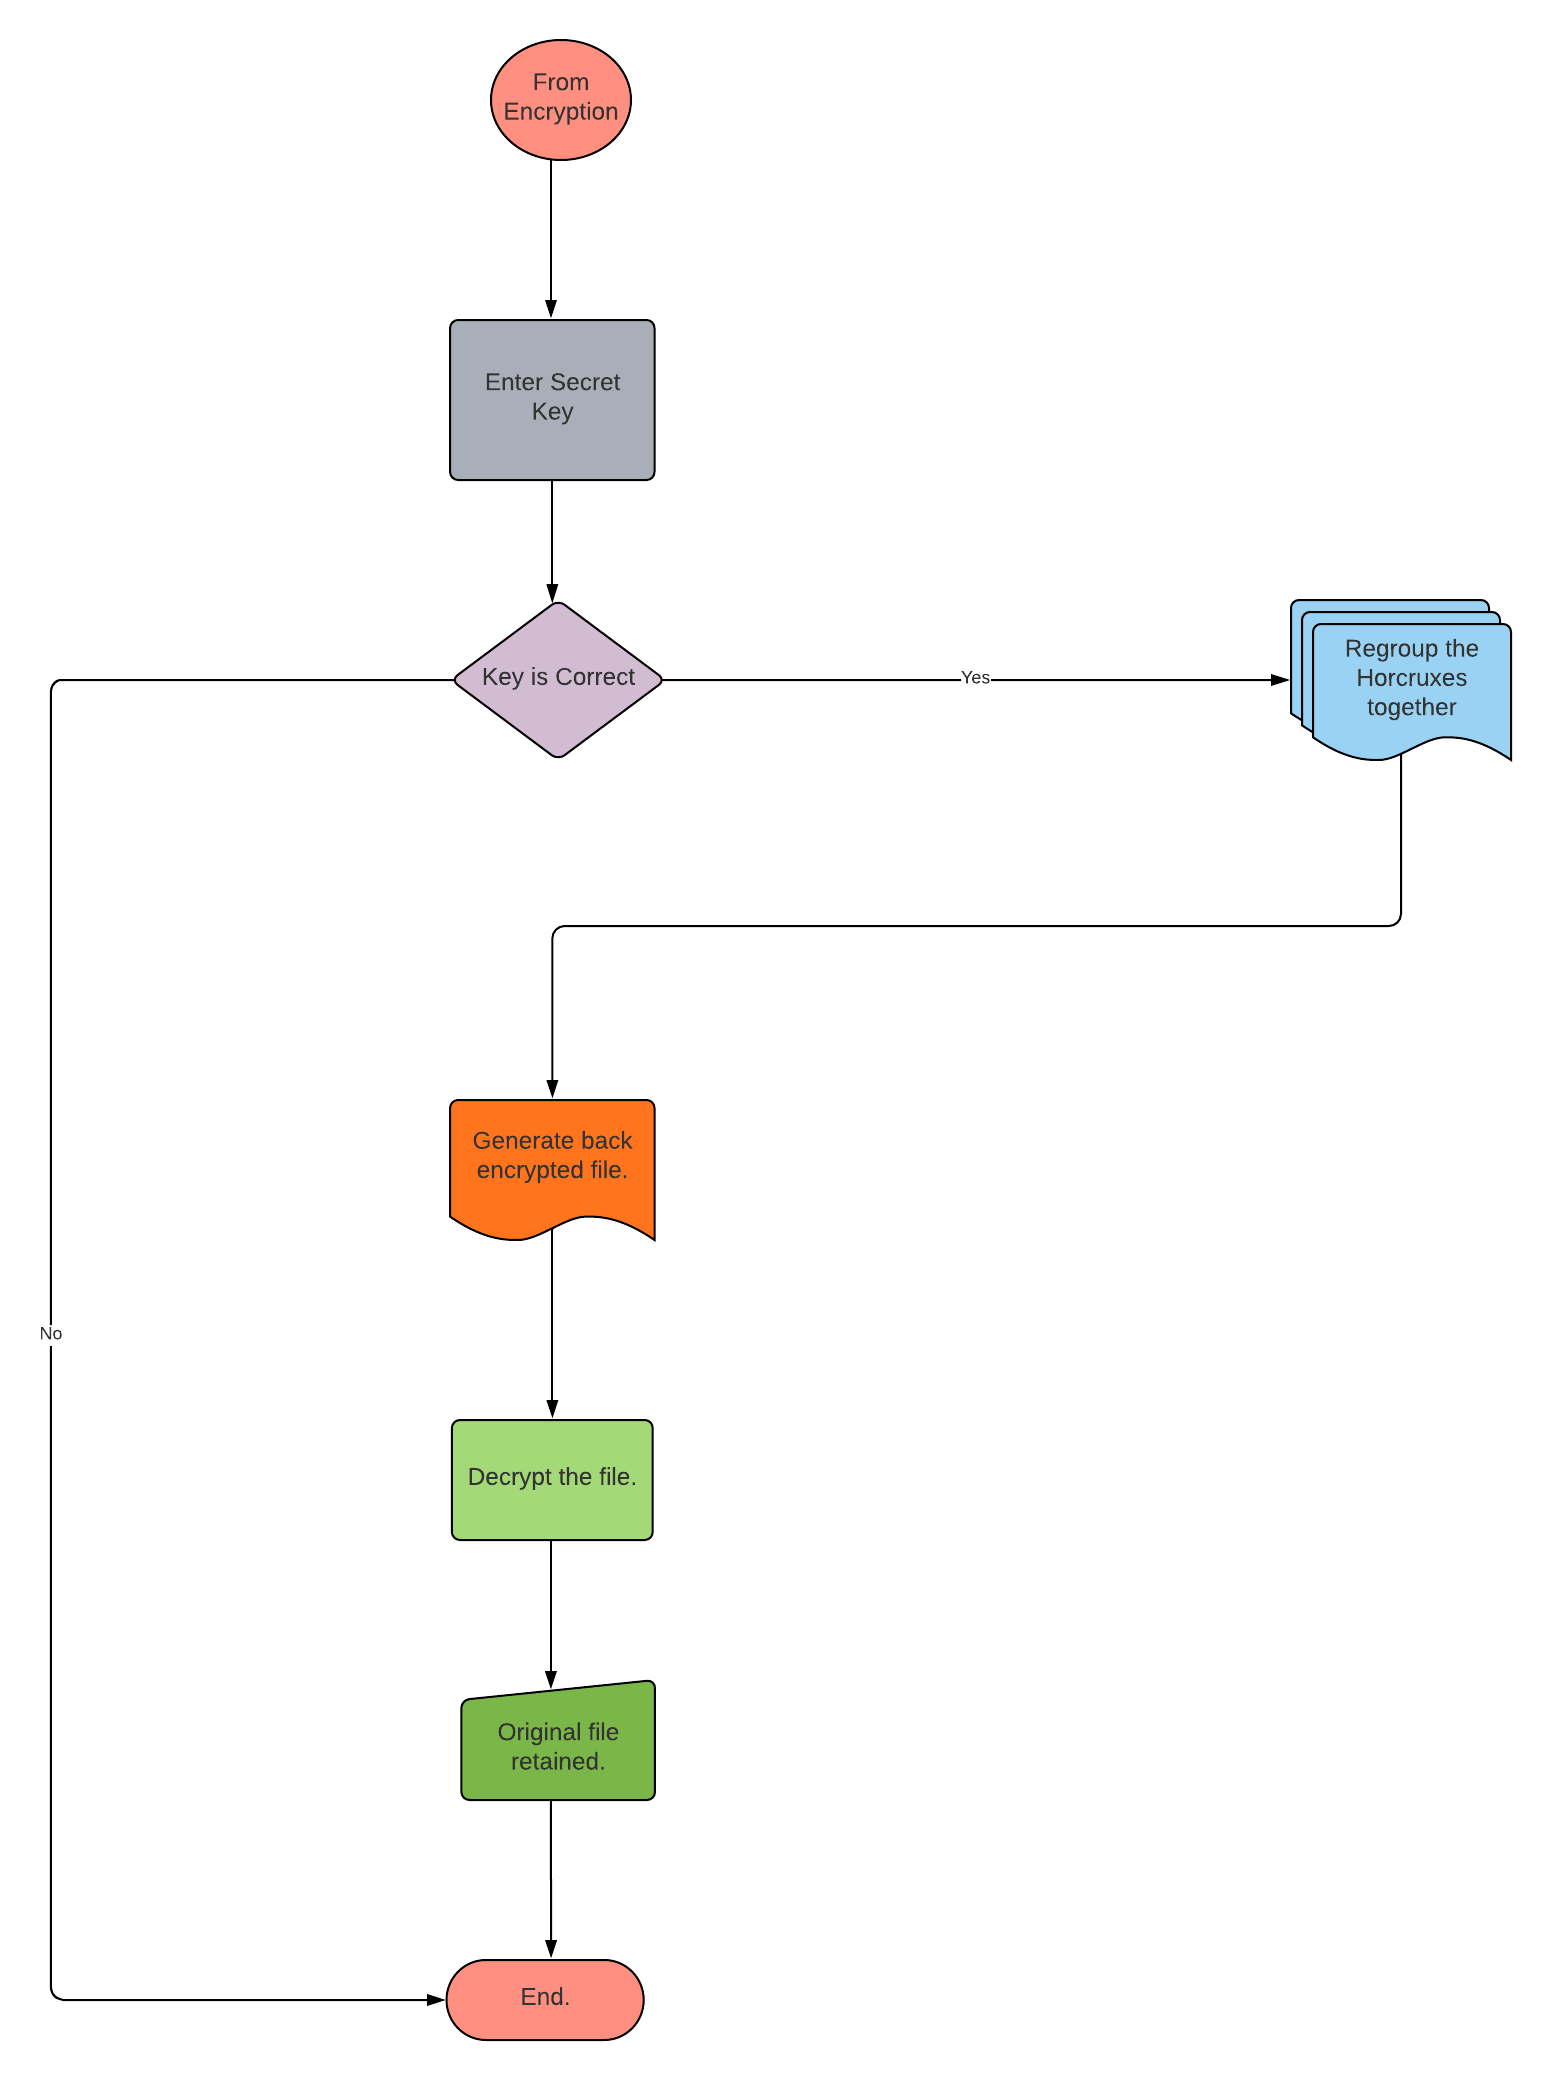 From
Encryption
Enter Secret
Key
Key is Correct
Yes
Regroup the
Horcruxes
together
Generate back
encrypted file.
No
Decrypt the file.
Original file
retained.
End.